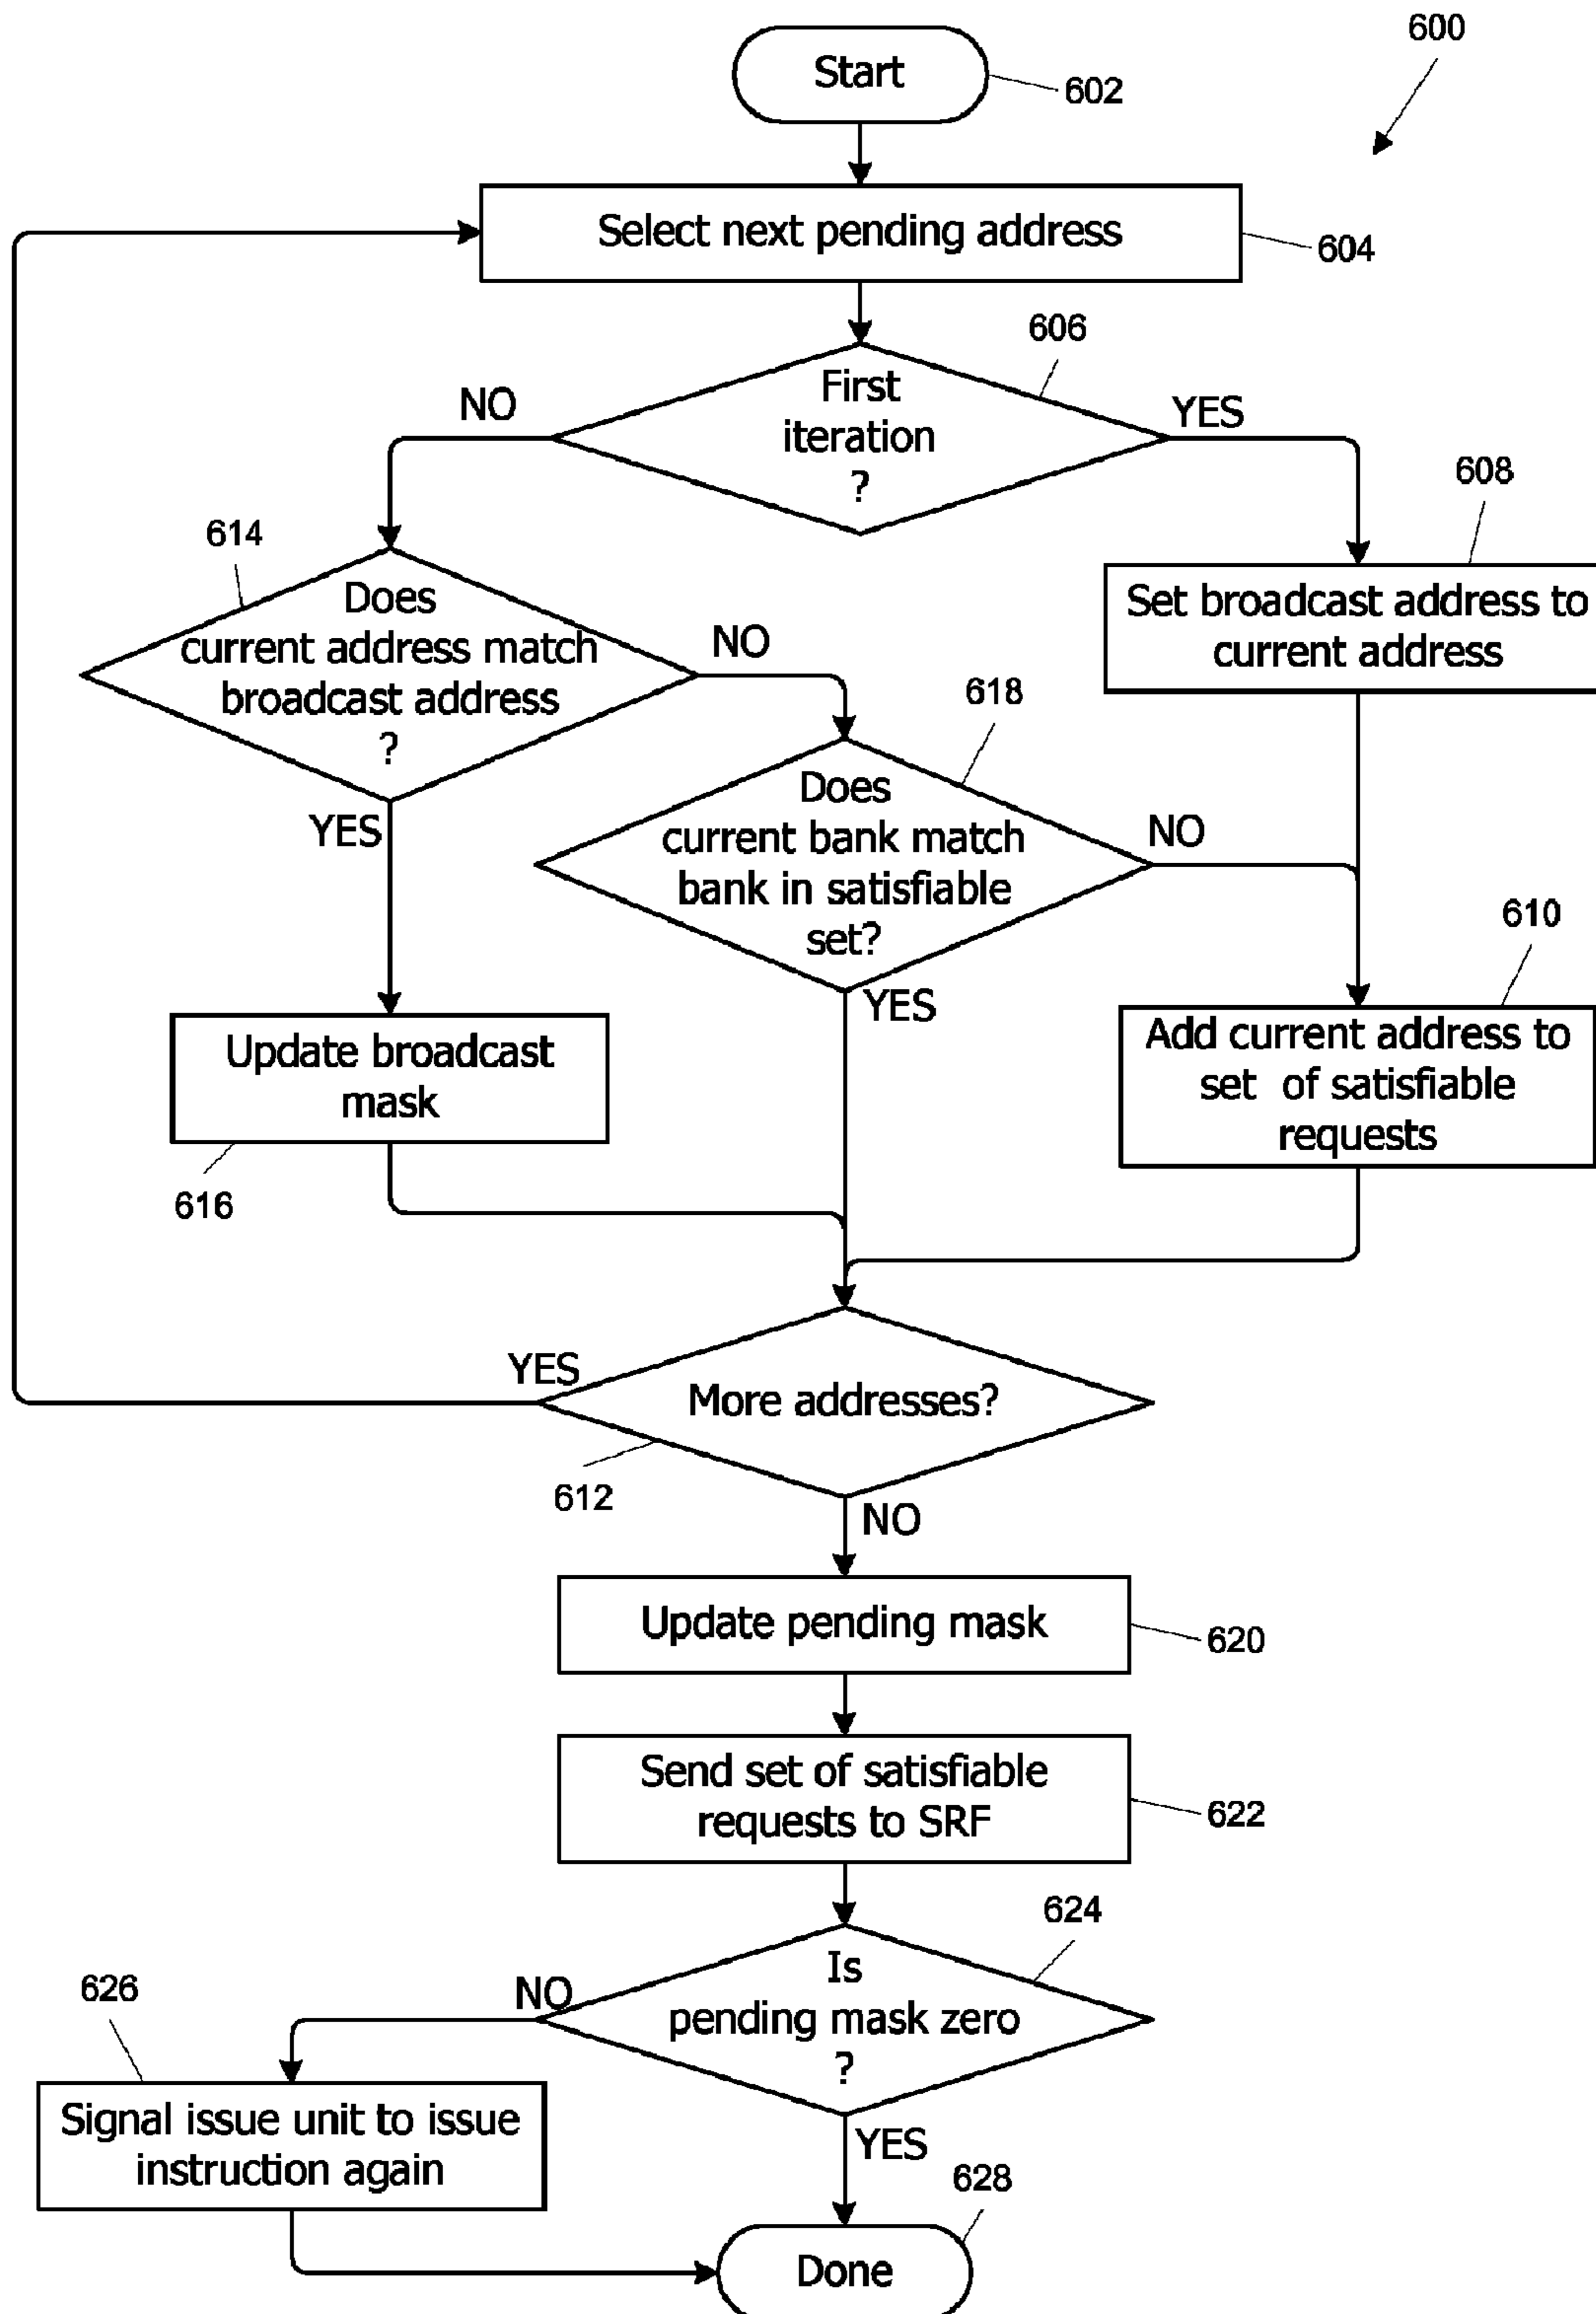 600
Start
602
Select next pending address
604
606
First
iteration
?
NO
YES
608
Set broadcast address to
current address
614
Does
current address match
broadcast address
?
NO
YES
618
Does
current bank match
bank in satisfiable
set?
NO
YES
610
Add current address to
set of satisfiable
requests
Update broadcast
mask
616
YES
More addresses?
612
NO
Update pending mask
620
Send set of satisfiable
requests to SRF
622
624
Is
pending mask zero
?
NO
YES
626
Signal issue unit to issue
instruction again
628
Done